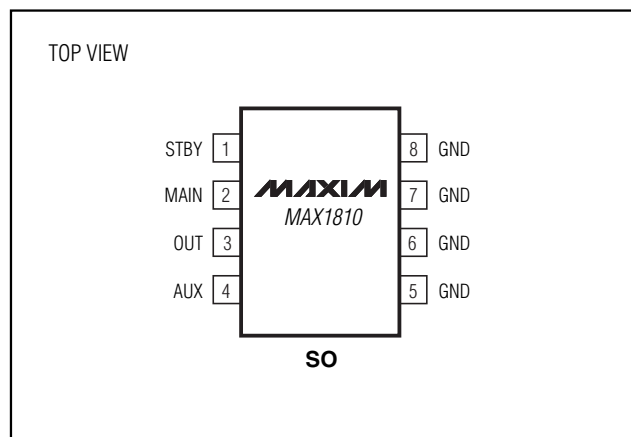 TOP VIEW
STBY 1 8 GND
MAIN 2 MAXIM 7 GND
MAX1810
OUT 3 6 GND
AUX 4 5 GND
SO